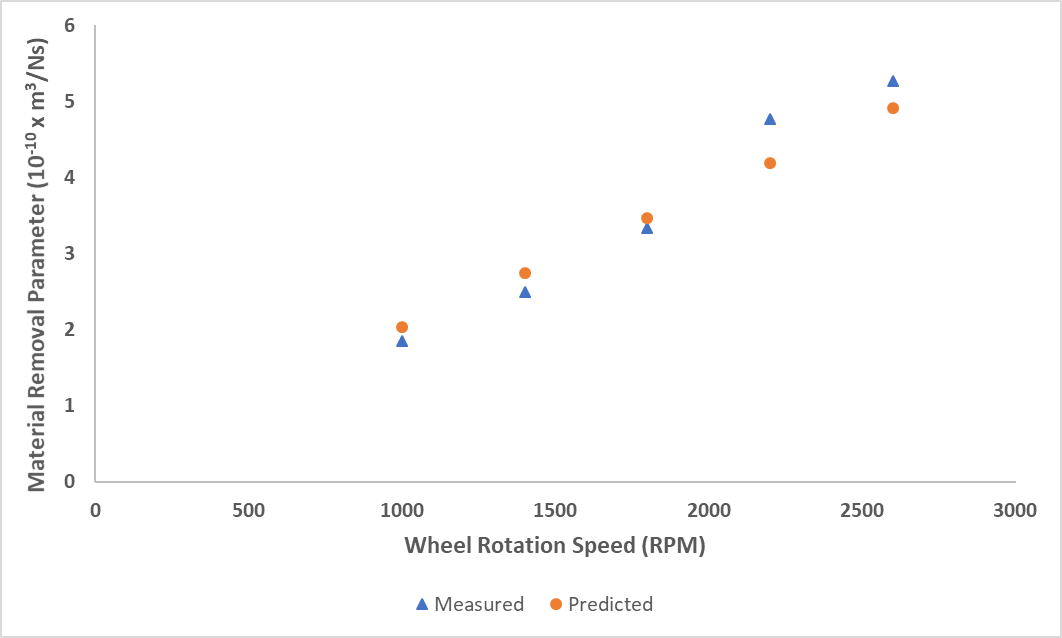 Material Removal Parameter (10⁻¹⁰ x m³/Ns)
6
5
4
3
2
1
0
0 500 1000 1500 2000 2500 3000
Wheel Rotation Speed (RPM)
Measured Predicted